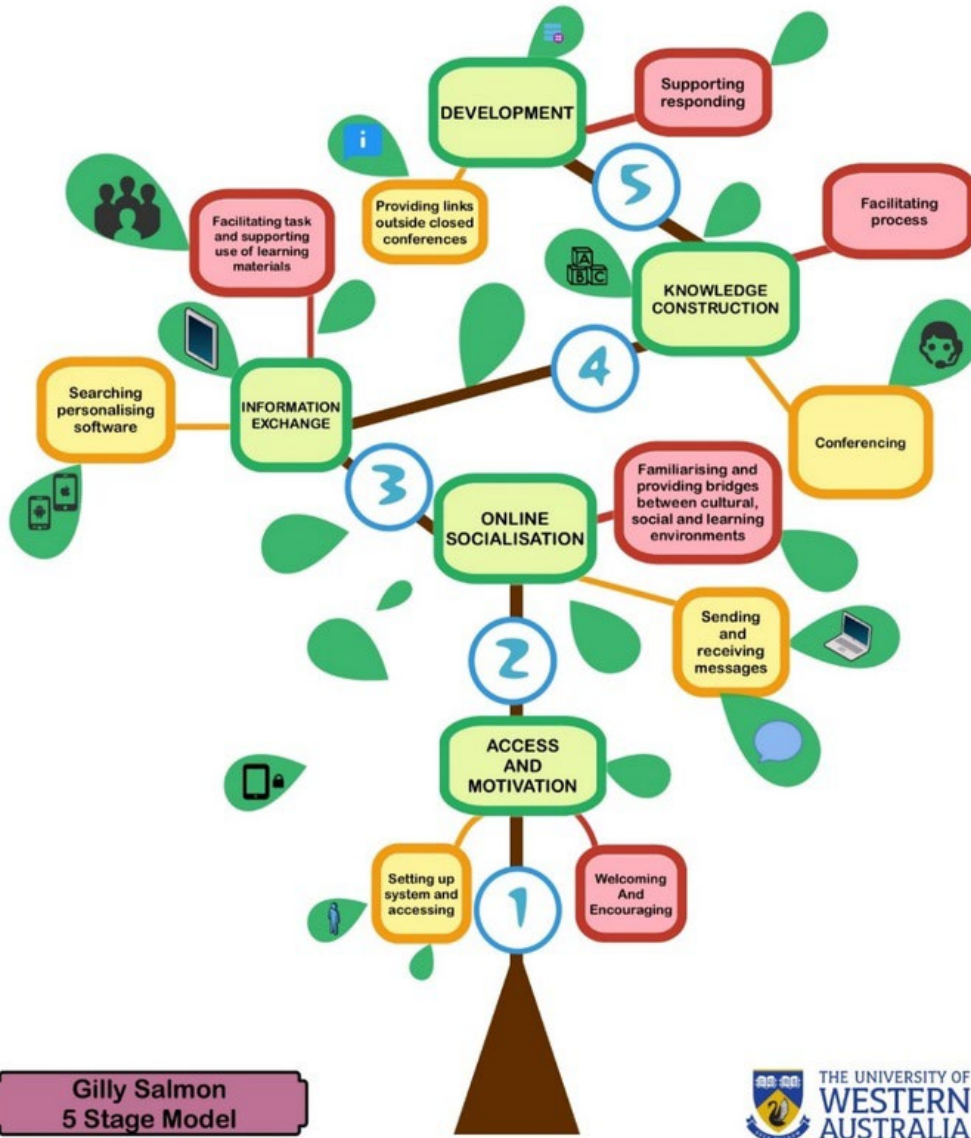 DEVELOPMENT
Supporting
responding
5
Providing links
outside closed
conferences
i
Facilitating
process
Facilitating task
and supporting
use of learning
materials
A
B C
KNOWLEDGE
CONSTRUCTION
4
Searching
personalising
software
INFORMATION
EXCHANGE
Conferencing
3
Familiarising and
providing bridges
between cultural,
social and learning
environments
ONLINE
SOCIALISATION
Sending
and
receiving
messages
2
ACCESS
AND
MOTIVATION
Setting up
system and
accessing
1
Welcoming
And
Encouraging
Gilly Salmon
5 Stage Model
THE UNIVERSITY OF
WESTERN
AUSTRALIA